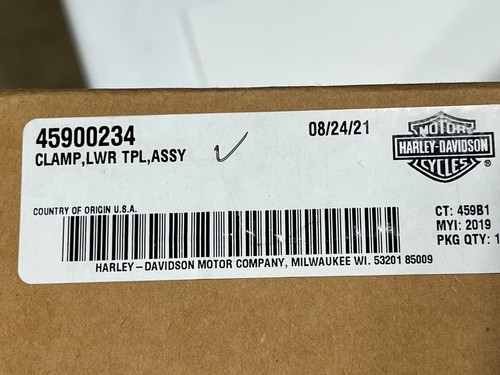 45900234
08/24/21
CLAMP,LWR TPL,ASSY
MOTOR
HARLEY-DAVIDSON
CYCLES
®
COUNTRY OF ORIGIN U.S.A.
CT: 459B1
MYI: 2019
PKG QTY: 1
HARLEY-DAVIDSON MOTOR COMPANY, MILWAUKEE WI. 53201 85009